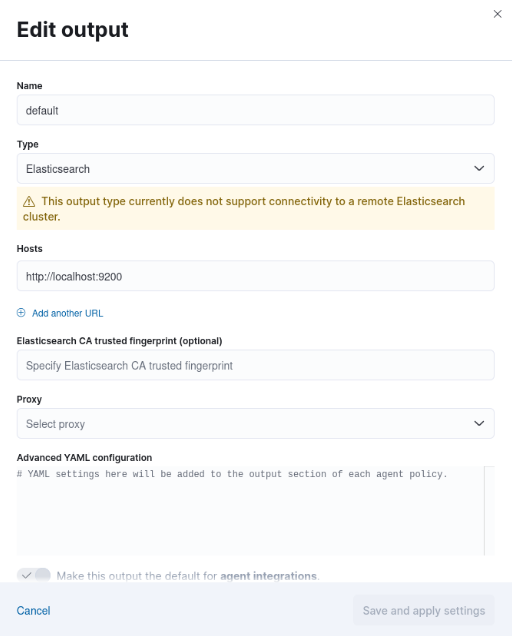 Edit output
Name
default
Type
Elasticsearch
This output type currently does not support connectivity to a remote Elasticsearch
cluster.
Hosts
http://localhost:9200
Add another URL
Elasticsearch CA trusted fingerprint (optional)
Specify Elasticsearch CA trusted fingerprint
Proxy
Select proxy
Advanced YAML configuration
# YAML settings here will be added to the output section of each agent policy.
Make this output the default for agent integrations.
Cancel
Save and apply settings